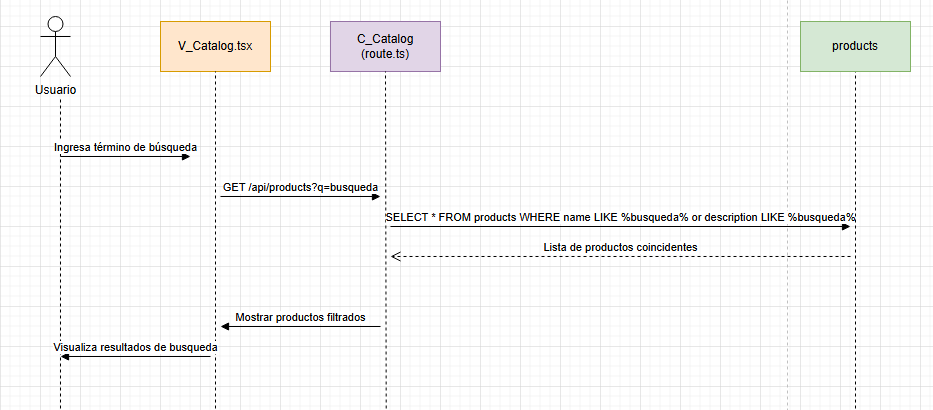 V_Catalog.tsx
C_Catalog
(route.ts)
products
Usuario
Ingresa término de búsqueda
GET /api/products?q=busqueda
SELECT * FROM products WHERE name LIKE %busqueda% or description LIKE %busqueda%
Lista de productos coincidentes
Mostrar productos filtrados
Visualiza resultados de busqueda